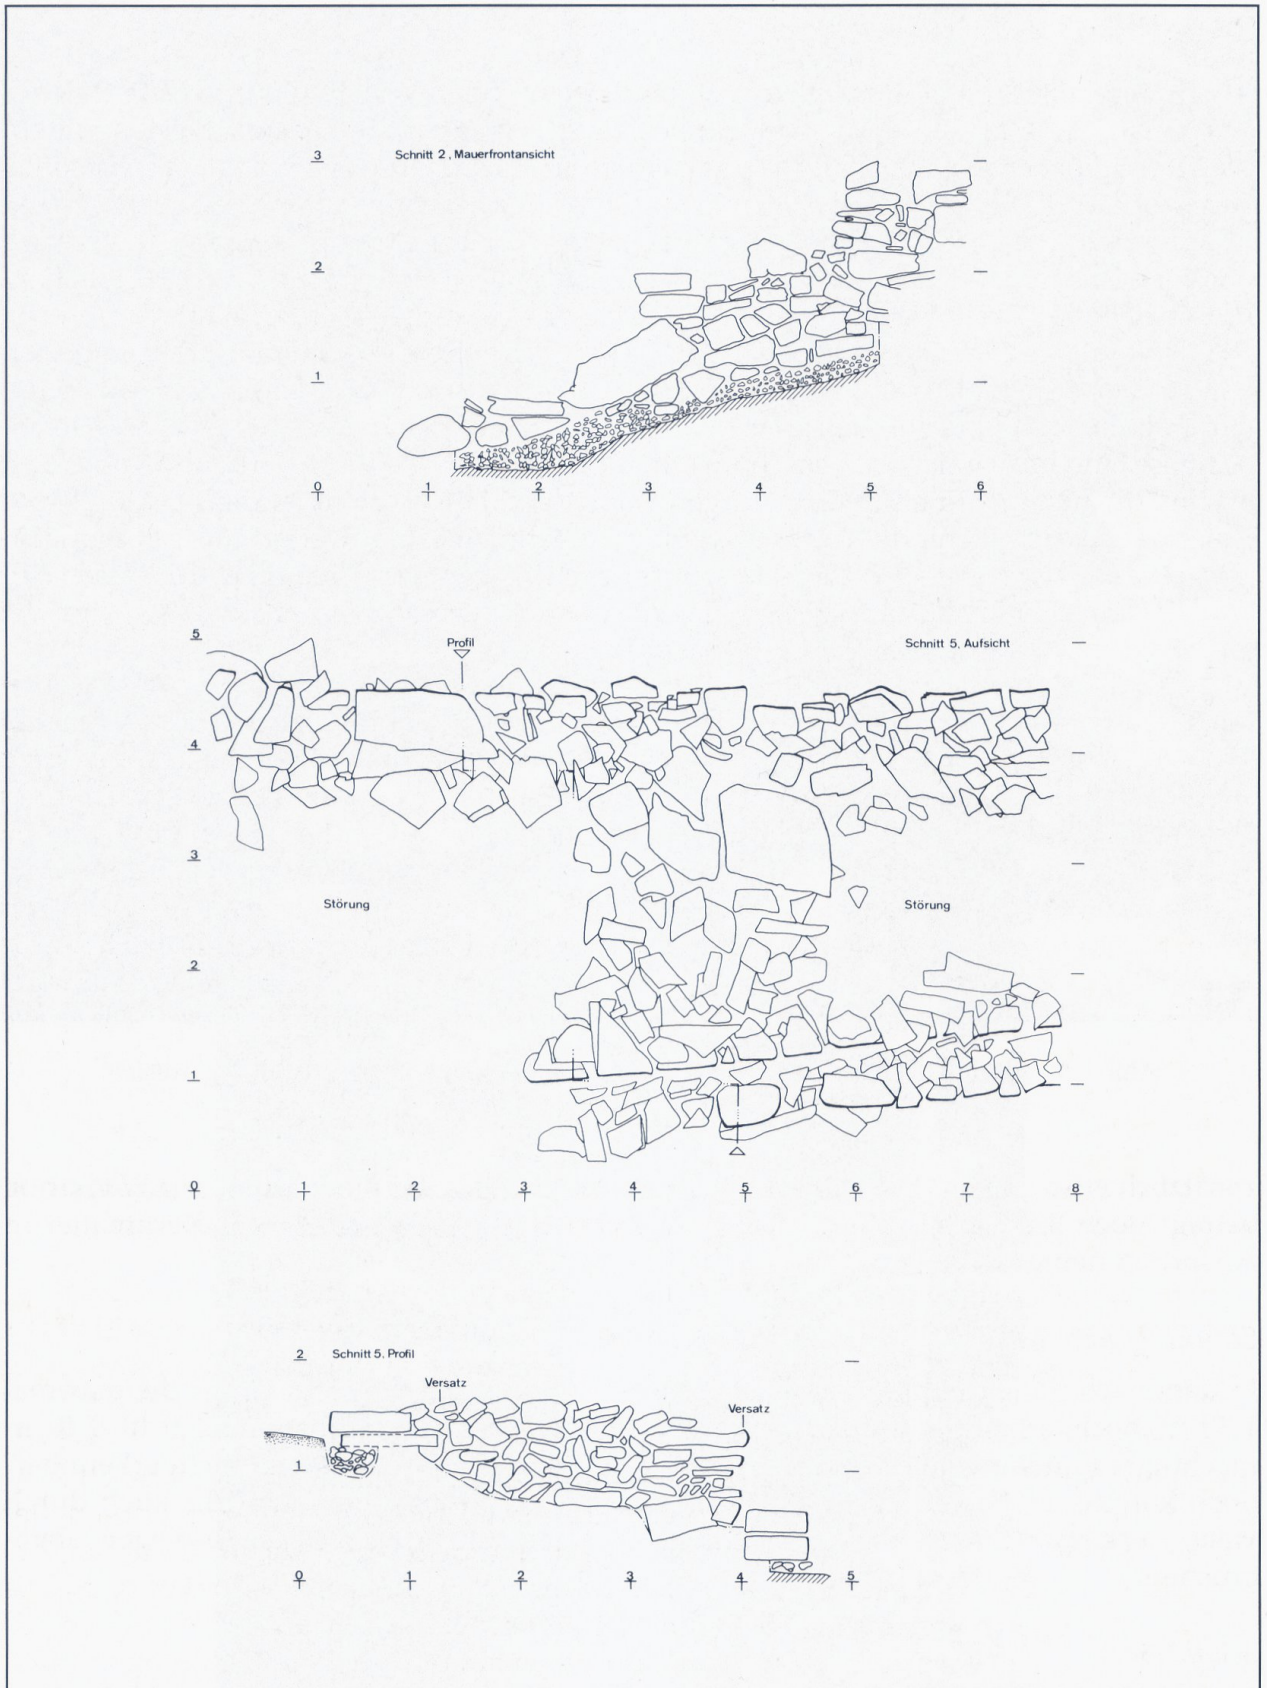 3 Schnitt 2, Mauerfrontansicht
2
1
0 1 2 3 4 5 6
5 Profil Schnitt 5, Aufsicht
4
3
Störung Störung
2
1
0 1 2 3 4 5 6 7 8
2 Schnitt 5, Profil
Versatz
Versatz
1
0 1 2 3 4 5